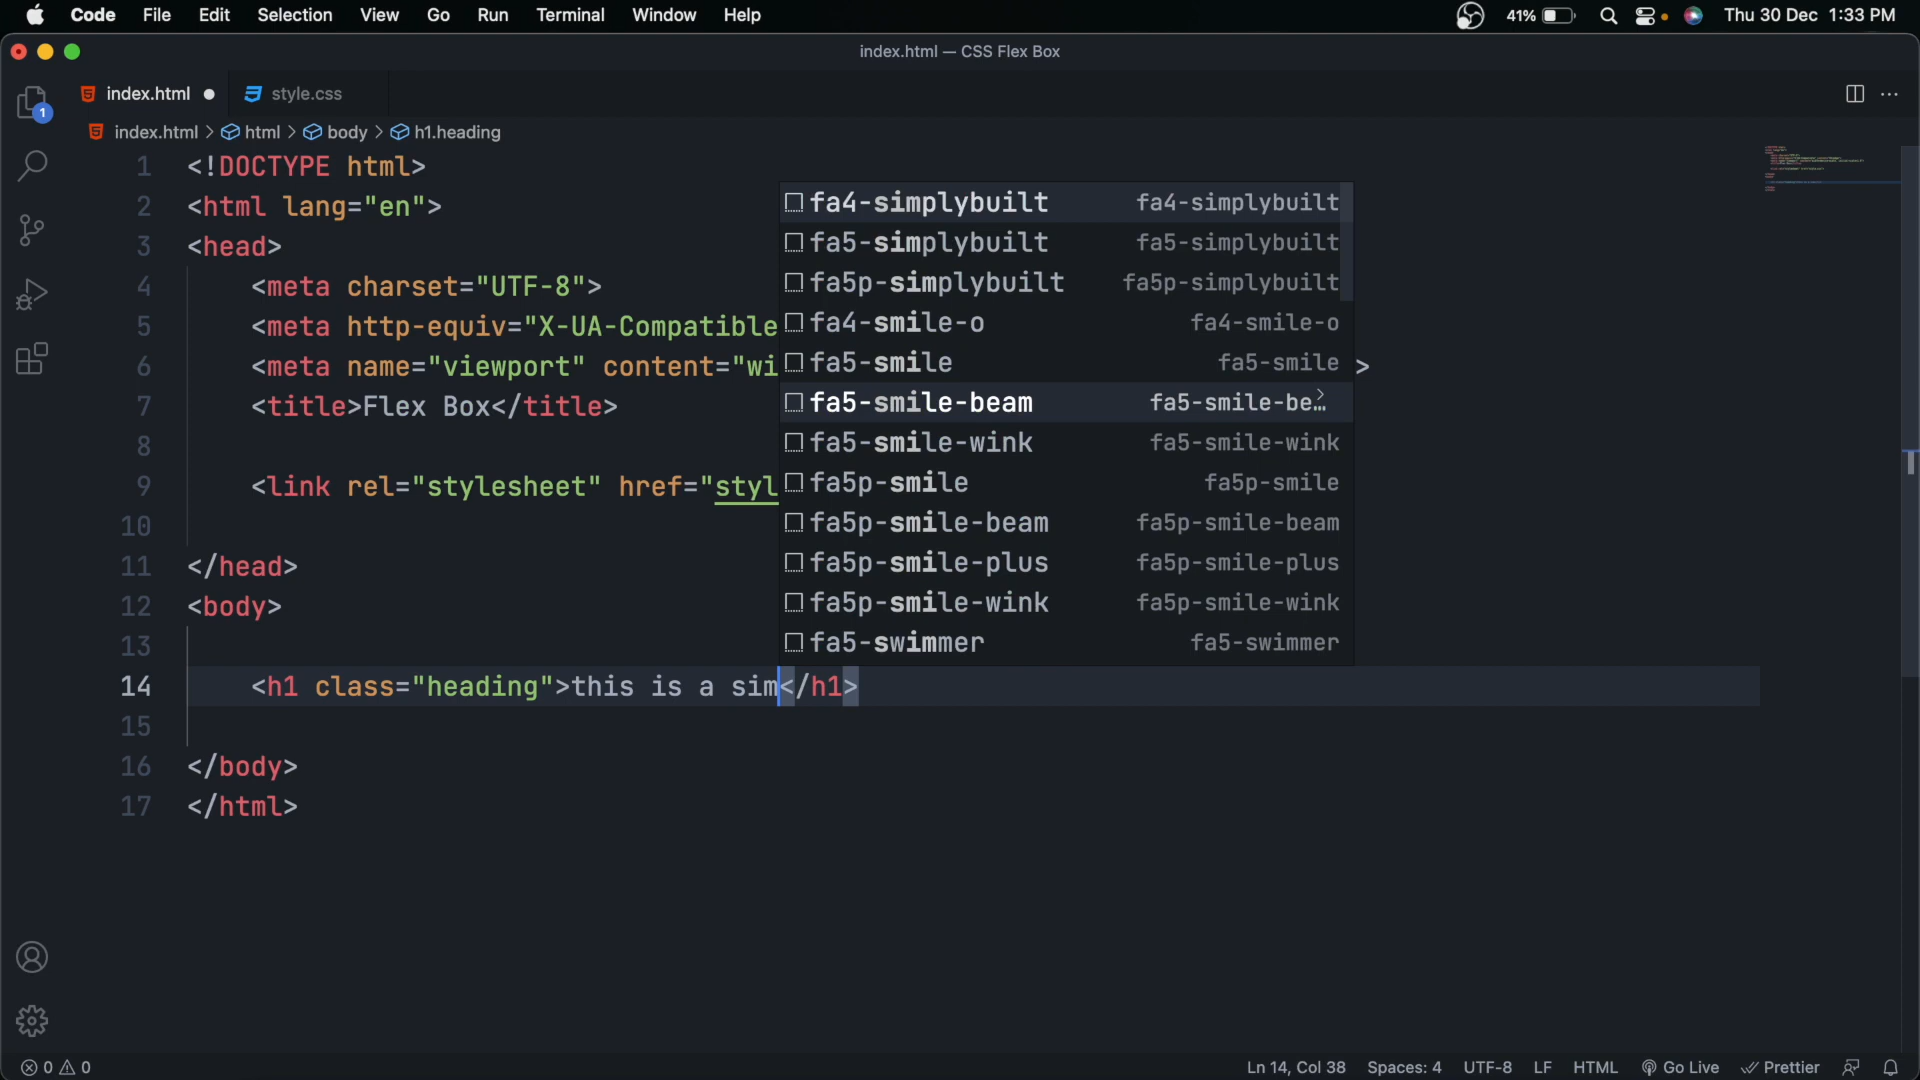 Code File Edit Selection View Go Run Terminal Window Help 41% Thu 30 Dec 1:33 PM
index.html — CSS Flex Box
index.html style.css
index.html > html > body > h1.heading
1 <!DOCTYPE html>
2 <html lang="en">
3 <head>
4 <meta charset="UTF-8">
5 <meta http-equiv="X-UA-Compatible
6 <meta name="viewport" content="wi >
7 <title>Flex Box</title>
8
9 <link rel="stylesheet" href="styl
10
11 </head>
12 <body>
13
14 <h1 class="heading">this is a sim</h1>
15
16 </body>
17 </html>
fa4-simplybuilt fa4-simplybuilt
fa5-simplybuilt fa5-simplybuilt
fa5p-simplybuilt fa5p-simplybuilt
fa4-smile-o fa4-smile-o
fa5-smile fa5-smile
fa5-smile-beam fa5-smile-be…
fa5-smile-wink fa5-smile-wink
fa5p-smile fa5p-smile
fa5p-smile-beam fa5p-smile-beam
fa5p-smile-plus fa5p-smile-plus
fa5p-smile-wink fa5p-smile-wink
fa5-swimmer fa5-swimmer
1
0 0 Ln 14, Col 38 Spaces: 4 UTF-8 LF HTML Go Live Prettier